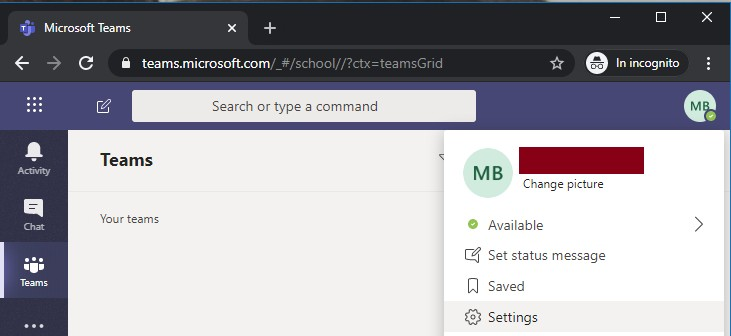 Microsoft Teams
teams.microsoft.com/_#/school//?ctx=teamsGrid
In incognito
Search or type a command
MB
Activity
Chat
Teams
Teams
Your teams
MB
Change picture
Available
Set status message
Saved
Settings